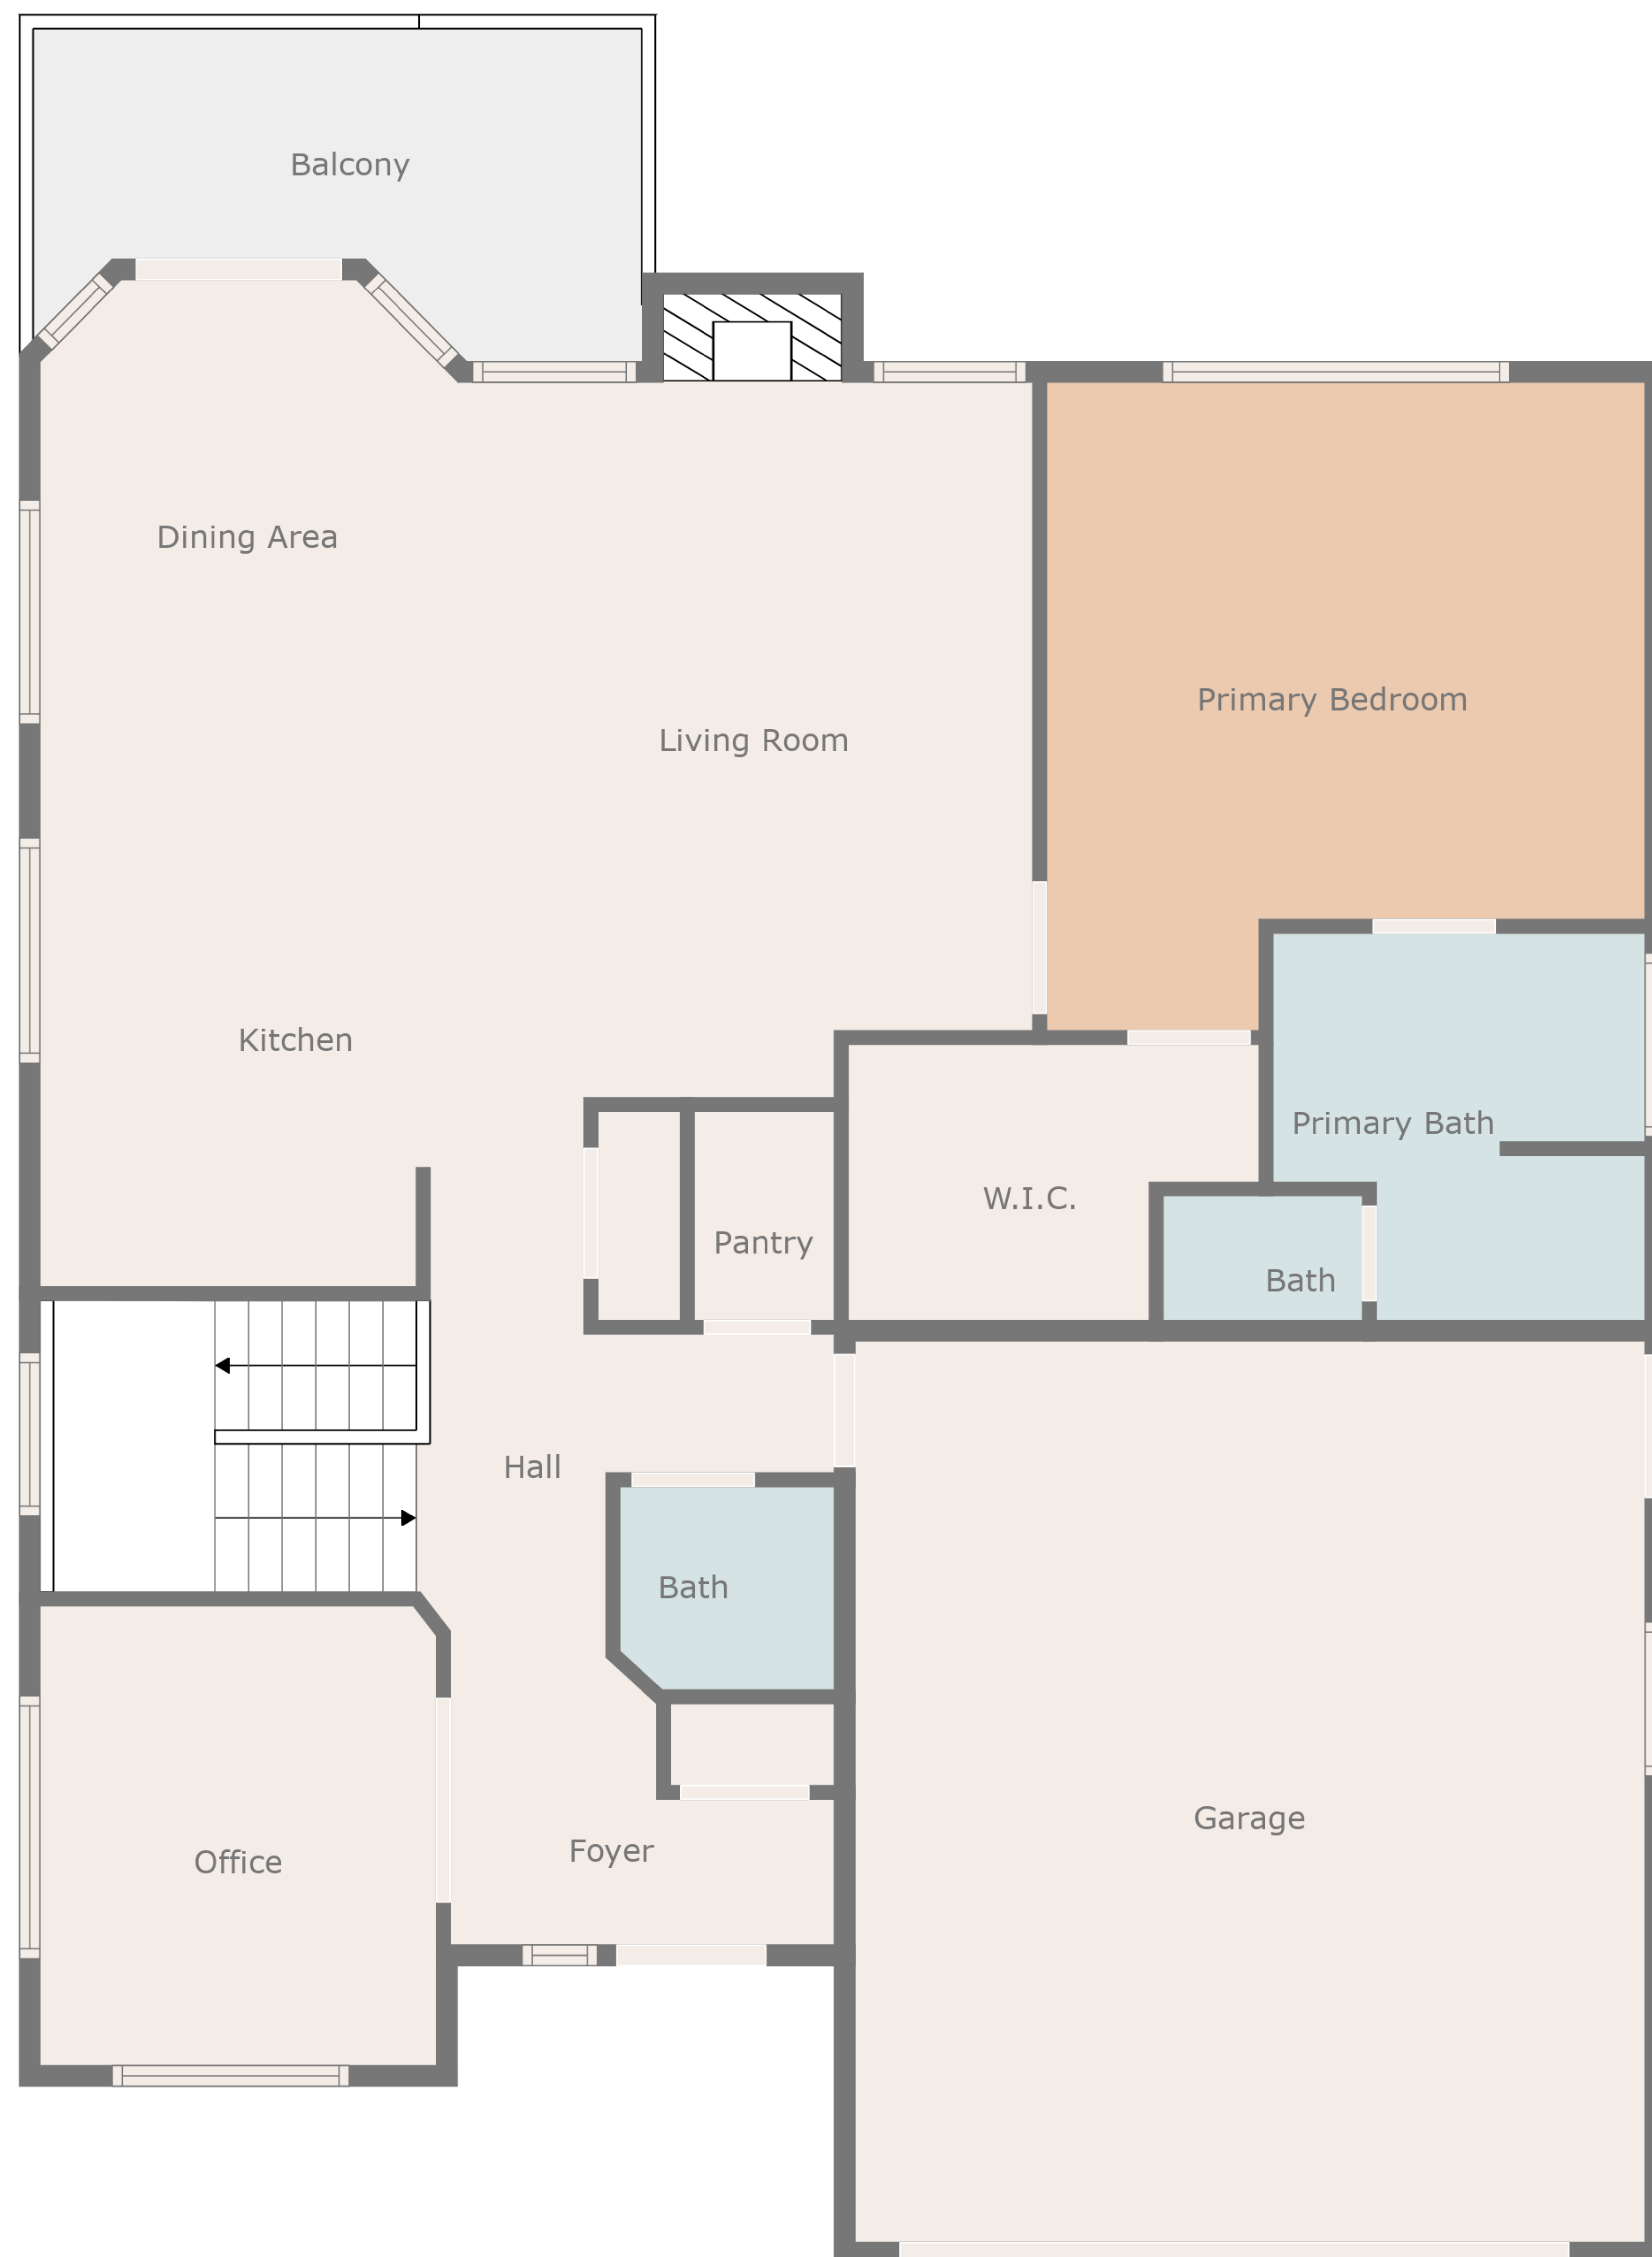 Balcony
Dining Area
Primary Bedroom
Living Room
Kitchen
Primary Bath
W.I.C.
Pantry
Bath
Hall
Bath
Garage
Foyer
Office